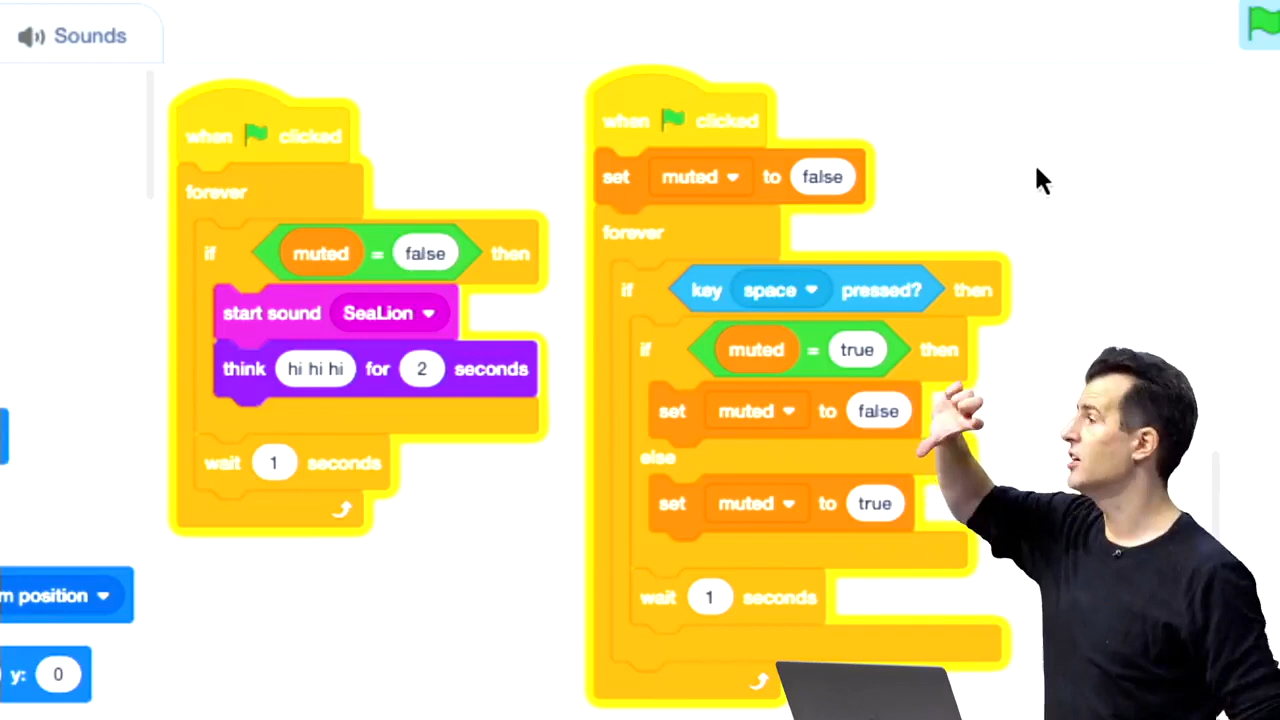 Sounds
when clicked
forever
if muted = false then
start sound SeaLion
think hi hi hi for 2 seconds
wait 1 seconds
when clicked
set muted to false
forever
if key space pressed? then
if muted = true then
set muted to false
else
set muted to true
wait 1 seconds
m position
y: 0